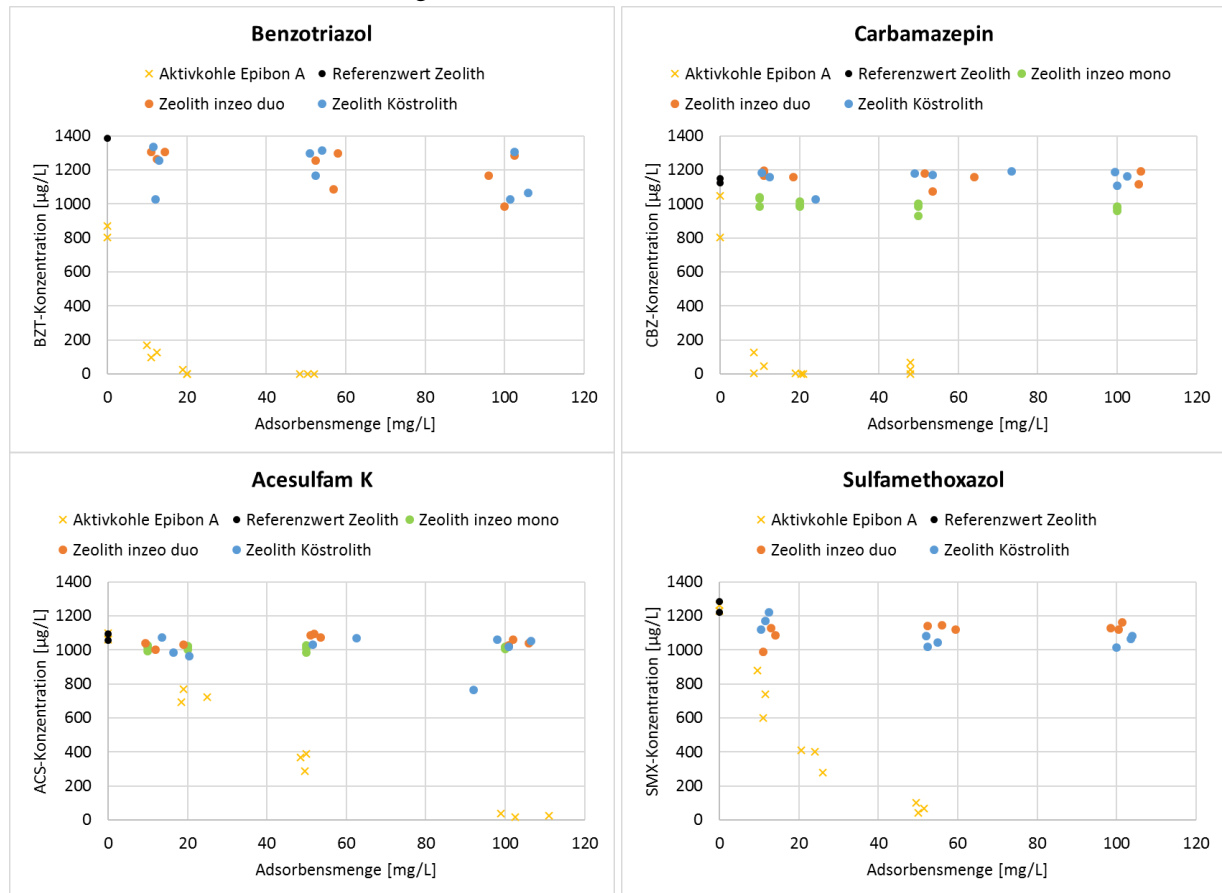 Benzotriazol
Aktivkohle Epibon A Referenzwert Zeolith
Zeolith inzeo duo Zeolith Köstrolith
BZT-Konzentration [µg/L]
1400
1200
1000
800
600
400
200
0
0 20 40 60 80 100 120
Adsorbensmenge [mg/L]
Carbamazepin
Aktivkohle Epibon A Referenzwert Zeolith Zeolith inzeo mono
Zeolith inzeo duo Zeolith Köstrolith
CBZ-Konzentration [µg/L]
1400
1200
1000
800
600
400
200
0
0 20 40 60 80 100 120
Adsorbensmenge [mg/L]
Acesulfam K
Aktivkohle Epibon A Referenzwert Zeolith Zeolith inzeo mono
Zeolith inzeo duo Zeolith Köstrolith
ACS-Konzentration [µg/L]
1400
1200
1000
800
600
400
200
0
0 20 40 60 80 100 120
Adsorbensmenge [mg/L]
Sulfamethoxazol
Aktivkohle Epibon A Referenzwert Zeolith
Zeolith inzeo duo Zeolith Köstrolith
SMX-Konzentration [µg/L]
1400
1200
1000
800
600
400
200
0
0 20 40 60 80 100 120
Adsorbensmenge [mg/L]